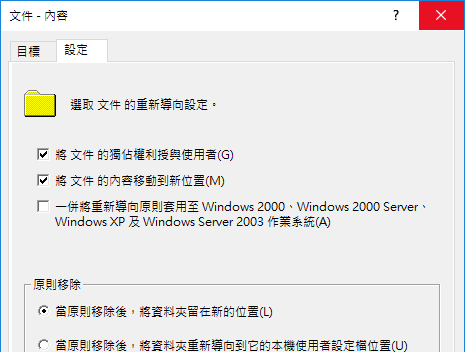 文件 - 內容
?
目標
設定
選取 文件 的重新導向設定。
將 文件 的獨佔權利授與使用者(G)
將 文件 的內容移動到新位置(M)
一併將重新導向原則套用至 Windows 2000、Windows 2000 Server、
Windows XP 及 Windows Server 2003 作業系統(A)
原則移除
當原則移除後，將資料夾留在新的位置(L)
當原則移除後，將資料夾重新導向到它的本機使用者設定檔位置(U)